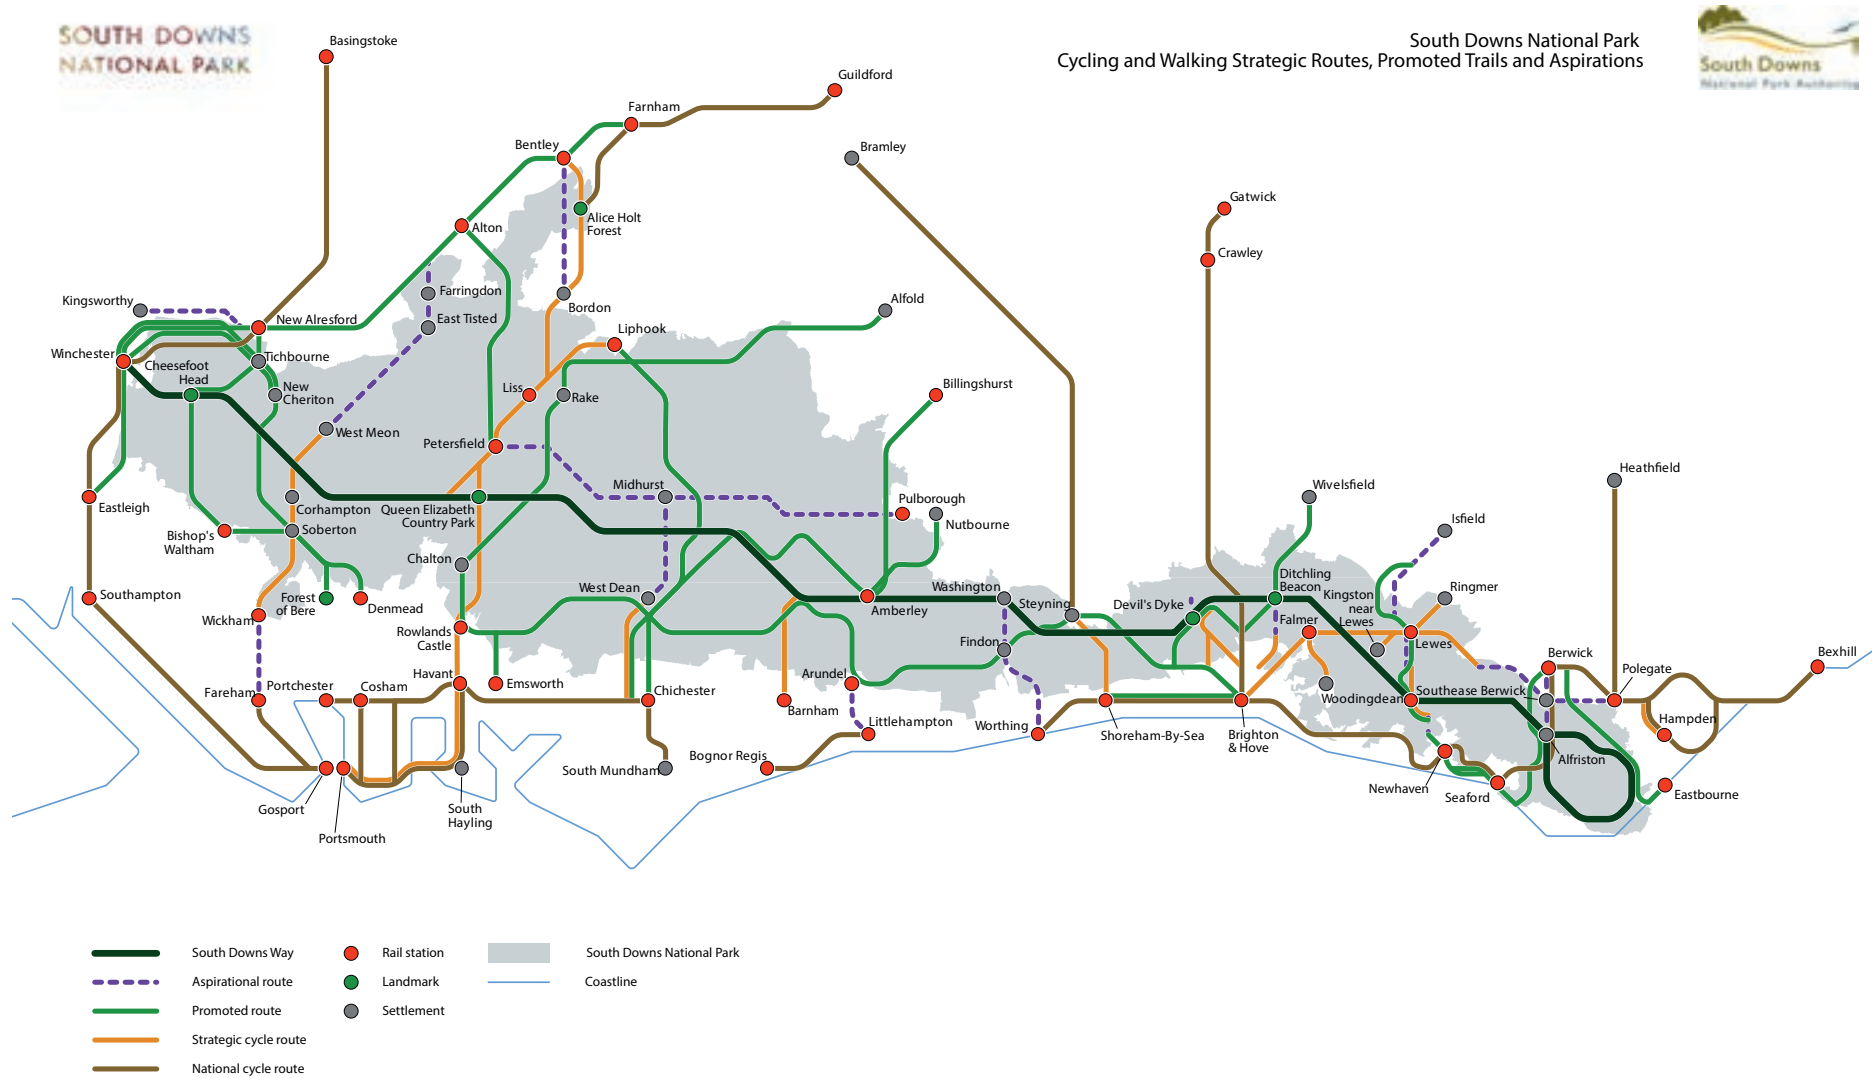 SOUTH DOWNS
NATIONAL PARK
South Downs National Park
Cycling and Walking Strategic Routes, Promoted Trails and Aspirations
South Downs
National Park Authority
Basingstoke
Guildford
Farnham
Bentley
Bramley
Gatwick
Alice Holt
Forest
Alton
Crawley
Farringdon
Kingsworthy
Bordon
Alfold
New Alresford
East Tisted
Liphook
Winchester
Tichbourne
Cheesefoot
Head
New
Cheriton
Liss
Rake
Billingshurst
West Meon
Petersfield
Heathfield
Midhurst
Wivelsfield
Pulborough
Eastleigh
Corhampton
Queen Elizabeth
Country Park
Nutbourne
Isfield
Bishop's
Waltham
Soberton
Chalton
Ditchling
Beacon
West Dean
Washington
Ringmer
Southampton
Forest
of Bere
Denmead
Amberley
Steyning
Devil's Dyke
Kingston
near
Lewes
Wickham
Rowlands
Castle
Falmer
Findon
Lewes
Berwick
Bexhill
Havant
Emsworth
Arundel
Polegate
Fareham
Portchester
Cosham
Chichester
Barnham
Woodingdean
Southease
Berwick
Littlehampton
Worthing
Shoreham-By-Sea
Brighton
& Hove
Hampden
Bognor Regis
South Mundham
Alfriston
Newhaven
Seaford
Eastbourne
Gosport
South
Hayling
Portsmouth
South Downs Way
Rail station
South Downs National Park
Aspirational route
Landmark
Coastline
Promoted route
Settlement
Strategic cycle route
National cycle route